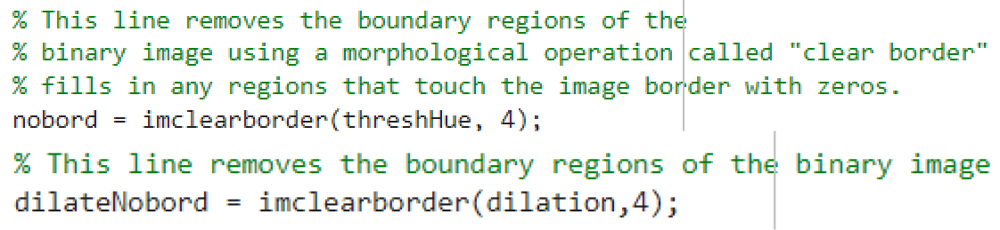 % This line removes the boundary regions of the
% binary image using a morphological operation called "clear border"
% fills in any regions that touch the image border with zeros.
nobord = imclearborder(threshHue, 4);
% This line removes the boundary regions of the binary image
dilateNobord = imclearborder(dilation,4);